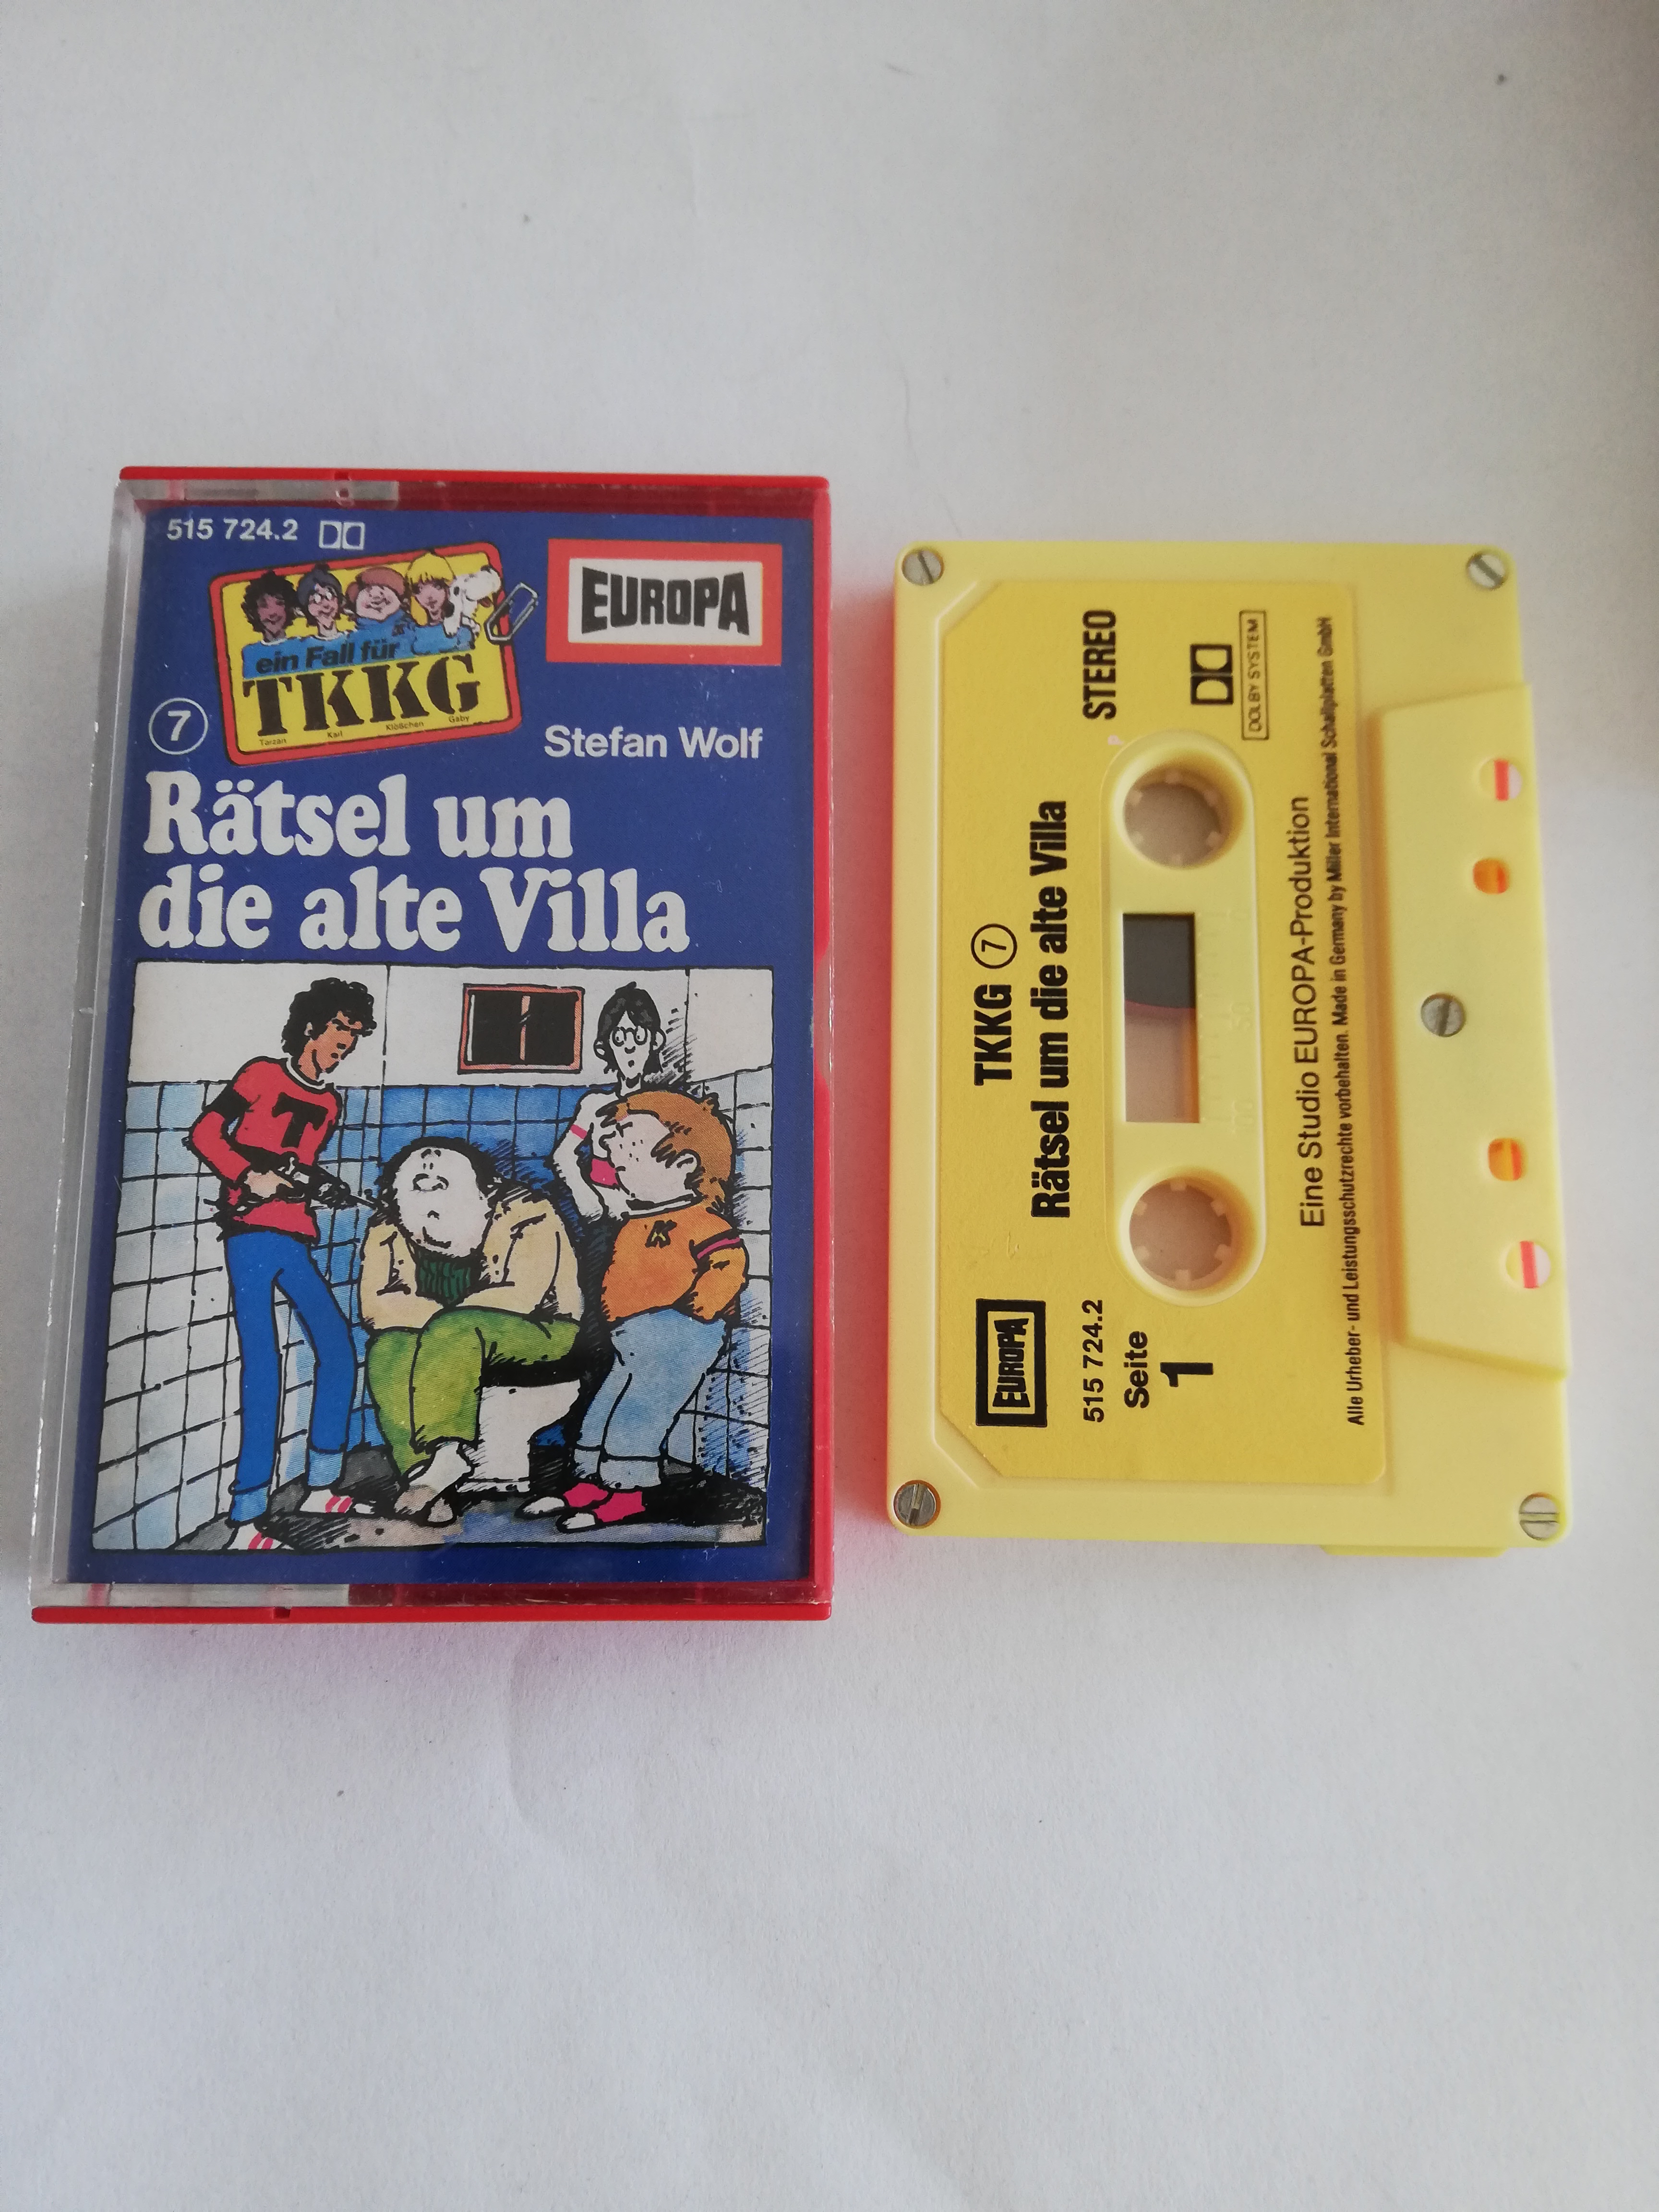 515 724.2
EUROPA
ein Fall für
TKKG
Tarzan Karl Klößchen Gaby
7
Stefan Wolf
Rätsel um
die alte Villa
T
K
TKKG 7
Rätsel um die alte Villa
STEREO
EUROPA
515 724.2
Seite
1
DOLBY SYSTEM
Eine Studio EUROPA-Produktion
Alle Urheber- und Leistungsschutzrechte vorbehalten. Made in Germany by Miller International Schallplatten GmbH